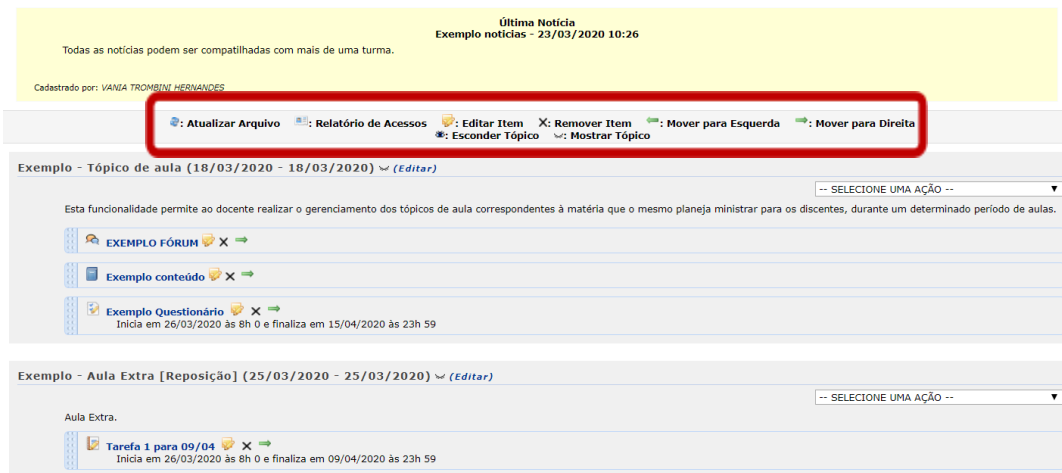 Última Notícia
Exemplo noticias - 23/03/2020 10:26
Todas as notícias podem ser compatilhadas com mais de uma turma.
Cadastrado por: VANIA TROMBINI HERNANDES
: Atualizar Arquivo : Relatório de Acessos : Editar Item : Remover Item : Mover para Esquerda : Mover para Direita
: Esconder Tópico : Mostrar Tópico
Exemplo - Tópico de aula (18/03/2020 - 18/03/2020) (Editar)
-- SELECIONE UMA AÇÃO --
Esta funcionalidade permite ao docente realizar o gerenciamento dos tópicos de aula correspondentes à matéria que o mesmo planeja ministrar para os discentes, durante um determinado período de aulas.
EXEMPLO FÓRUM
Exemplo conteúdo
Exemplo Questionário
Inicia em 26/03/2020 às 8h 0 e finaliza em 15/04/2020 às 23h 59
Exemplo - Aula Extra [Reposição] (25/03/2020 - 25/03/2020) (Editar)
-- SELECIONE UMA AÇÃO --
Aula Extra.
Tarefa 1 para 09/04
Inicia em 26/03/2020 às 8h 0 e finaliza em 09/04/2020 às 23h 59